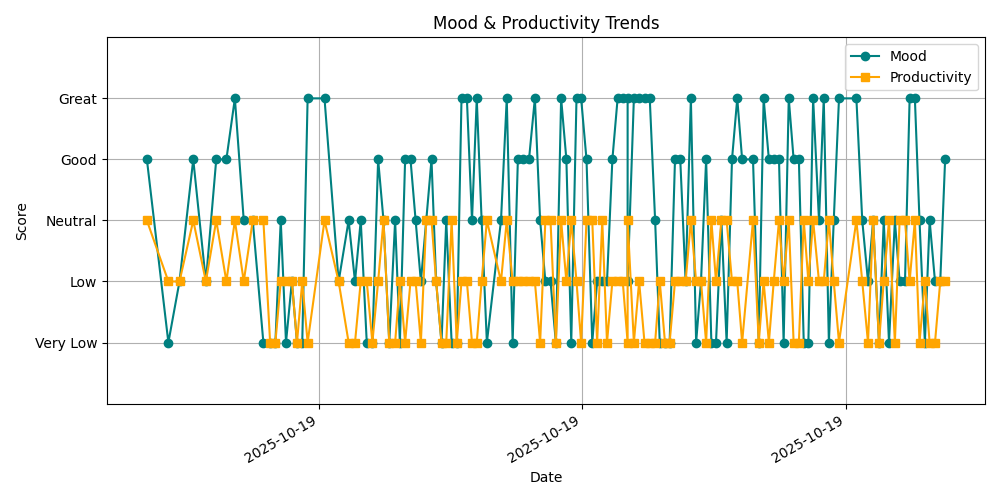 Mood & Productivity Trends
Mood
Productivity
Great
Good
Neutral
Low
Very Low
Score
2025-10-19
2025-10-19
2025-10-19
Date